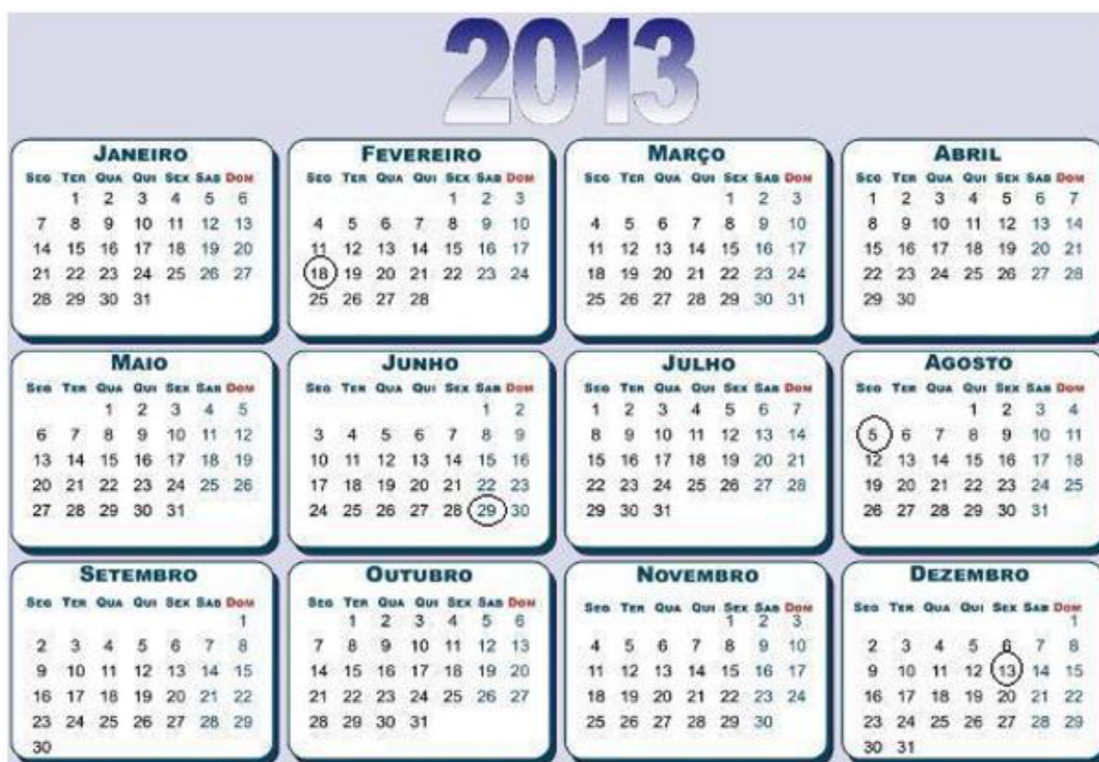 2013
JANEIRO
SEG TER QUA QUI SEX SAB DOM
1 2 3 4 5 6
7 8 9 10 11 12 13
14 15 16 17 18 19 20
21 22 23 24 25 26 27
28 29 30 31
FEVEREIRO
SEG TER QUA QUI SEX SAB DOM
1 2 3
4 5 6 7 8 9 10
11 12 13 14 15 16 17
18 19 20 21 22 23 24
25 26 27 28
MARÇO
SEG TER QUA QUI SEX SAB DOM
1 2 3
4 5 6 7 8 9 10
11 12 13 14 15 16 17
18 19 20 21 22 23 24
25 26 27 28 29 30 31
ABRIL
SEG TER QUA QUI SEX SAB DOM
1 2 3 4 5 6 7
8 9 10 11 12 13 14
15 16 17 18 19 20 21
22 23 24 25 26 27 28
29 30
MAIO
SEG TER QUA QUI SEX SAB DOM
1 2 3 4 5
6 7 8 9 10 11 12
13 14 15 16 17 18 19
20 21 22 23 24 25 26
27 28 29 30 31
JUNHO
SEG TER QUA QUI SEX SAB DOM
1 2
3 4 5 6 7 8 9
10 11 12 13 14 15 16
17 18 19 20 21 22 23
24 25 26 27 28 29 30
JULHO
SEG TER QUA QUI SEX SAB DOM
1 2 3 4 5 6 7
8 9 10 11 12 13 14
15 16 17 18 19 20 21
22 23 24 25 26 27 28
29 30 31
AGOSTO
SEG TER QUA QUI SEX SAB DOM
1 2 3 4
5 6 7 8 9 10 11
12 13 14 15 16 17 18
19 20 21 22 23 24 25
26 27 28 29 30 31
SETEMBRO
SEG TER QUA QUI SEX SAB DOM
1
2 3 4 5 6 7 8
9 10 11 12 13 14 15
16 17 18 19 20 21 22
23 24 25 26 27 28 29
30
OUTUBRO
SEG TER QUA QUI SEX SAB DOM
1 2 3 4 5 6
7 8 9 10 11 12 13
14 15 16 17 18 19 20
21 22 23 24 25 26 27
28 29 30 31
NOVEMBRO
SEG TER QUA QUI SEX SAB DOM
1 2 3
4 5 6 7 8 9 10
11 12 13 14 15 16 17
18 19 20 21 22 23 24
25 26 27 28 29 30
DEZEMBRO
SEG TER QUA QUI SEX SAB DOM
1
2 3 4 5 6 7 8
9 10 11 12 13 14 15
16 17 18 19 20 21 22
23 24 25 26 27 28 29
30 31